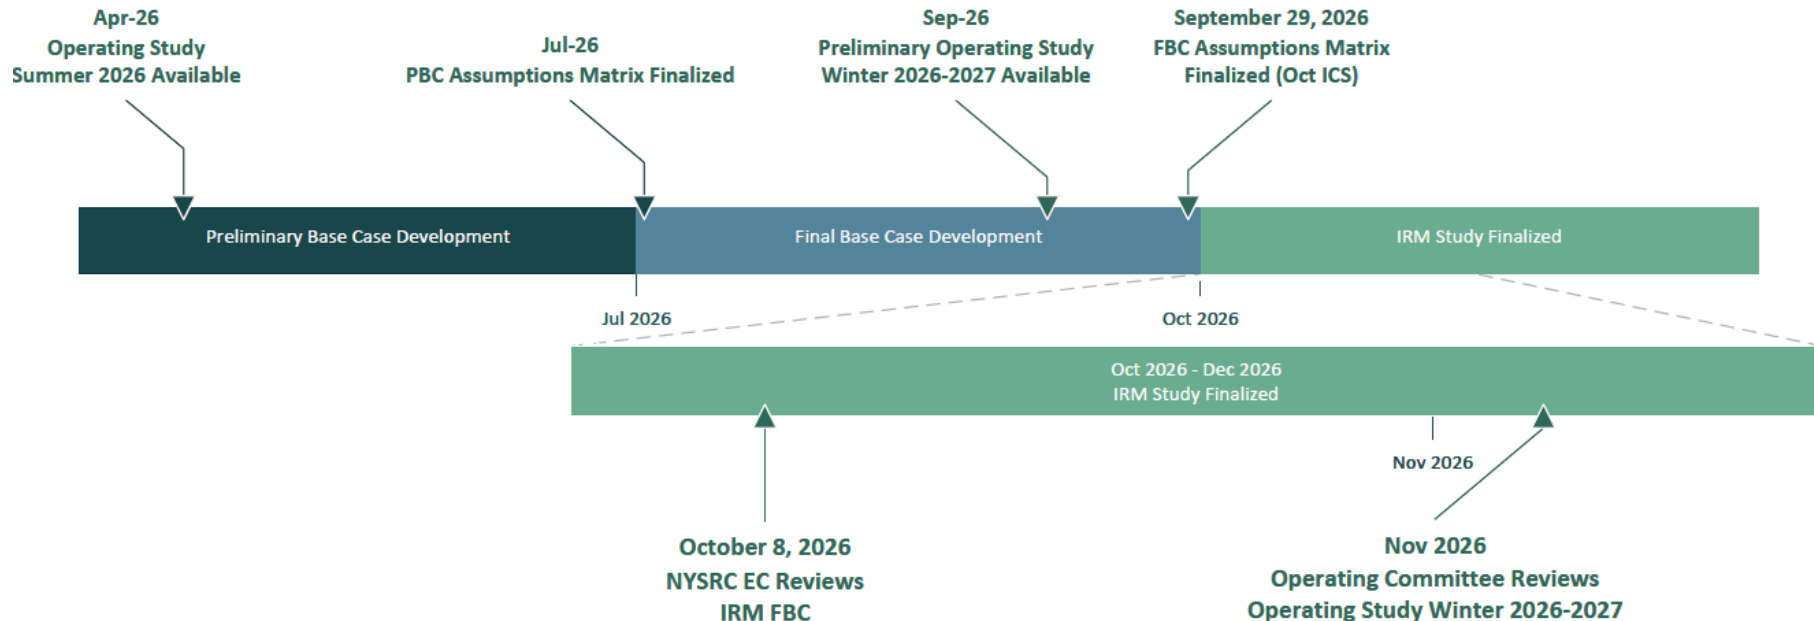 Apr-26
Operating Study
Summer 2026 Available
Jul-26
PBC Assumptions Matrix Finalized
Sep-26
Preliminary Operating Study
Winter 2026-2027 Available
September 29, 2026
FBC Assumptions Matrix
Finalized (Oct ICS)
Preliminary Base Case Development
Final Base Case Development
IRM Study Finalized
Jul 2026
Oct 2026
Oct 2026 - Dec 2026
IRM Study Finalized
Nov 2026
October 8, 2026
NYSRC EC Reviews
IRM FBC
Nov 2026
Operating Committee Reviews
Operating Study Winter 2026-2027